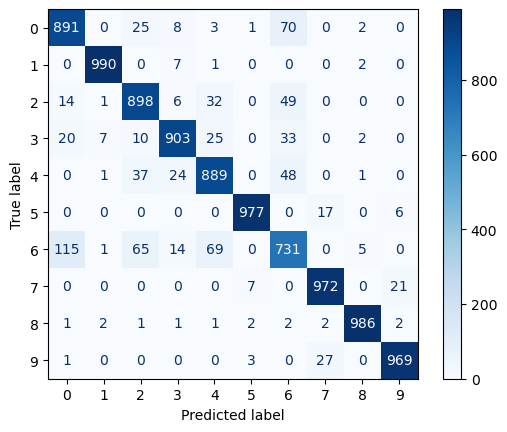 0 891 0 25 8 3 1 70 0 2 0
1 0 990 0 7 1 0 0 0 2 0
2 14 1 898 6 32 0 49 0 0 0
3 20 7 10 903 25 0 33 0 2 0
4 0 1 37 24 889 0 48 0 1 0
5 0 0 0 0 0 977 0 17 0 6
6 115 1 65 14 69 0 731 0 5 0
7 0 0 0 0 0 7 0 972 0 21
8 1 2 1 1 1 2 2 2 986 2
9 1 0 0 0 0 3 0 27 0 969
0 1 2 3 4 5 6 7 8 9
True label
Predicted label
800
600
400
200
0